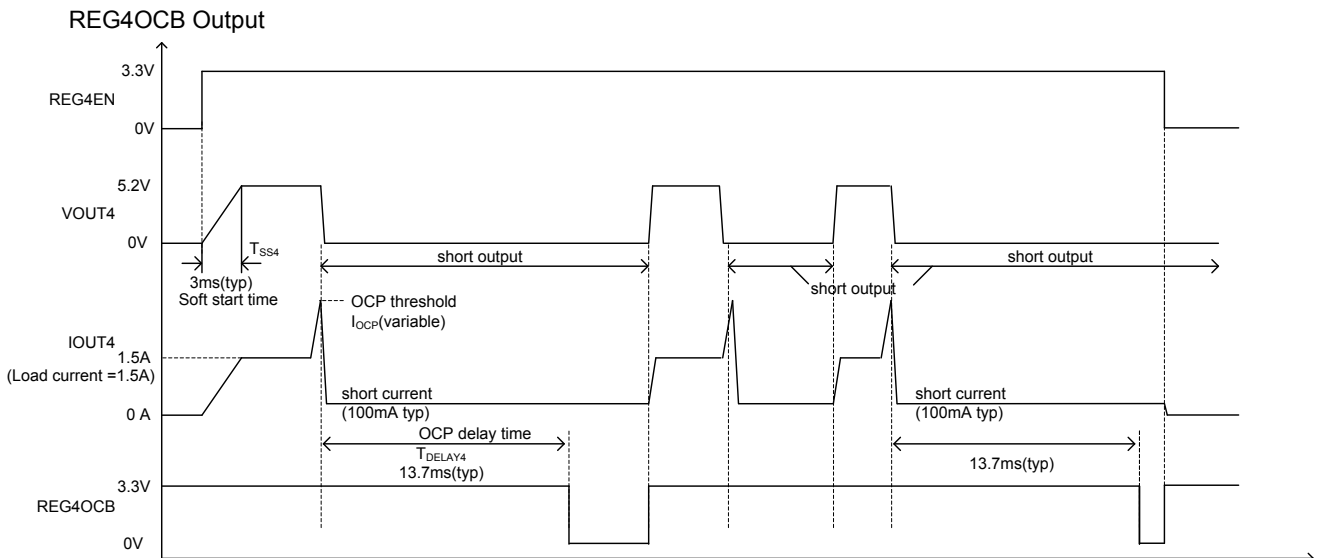 REG4OCB Output
3.3V
REG4EN
0V
5.2V
VOUT4
0V
TSS4
3ms(typ)
Soft start time
short output
short output
short output
OCP threshold
IOCP(variable)
IOUT4
1.5A
(Load current =1.5A)
0 A
short current
(100mA typ)
short current
(100mA typ)
OCP delay time
TDELAY4
13.7ms(typ)
13.7ms(typ)
3.3V
REG4OCB
0V